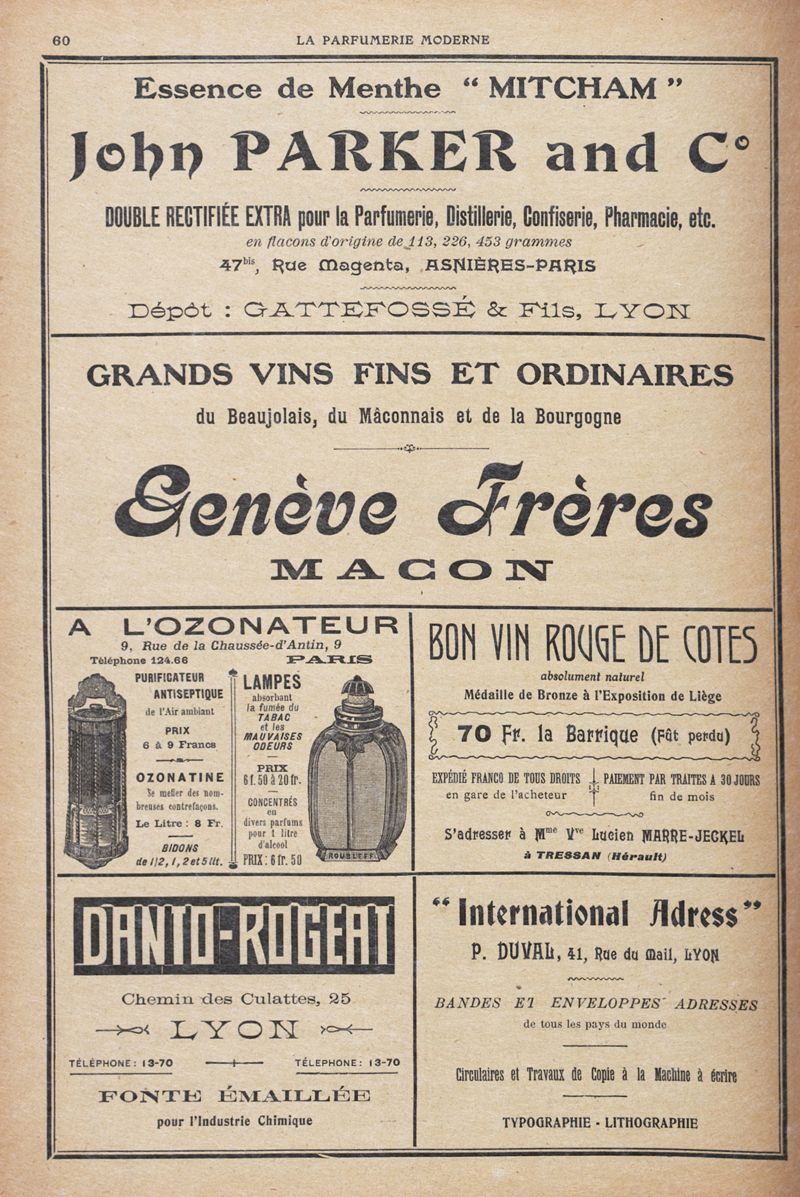 60
LA PARFUMERIE MODERNE
Essence de Menthe “ MITCHAM ”
John PARKER and Cº
DOUBLE RECTIFIÉE EXTRA pour la Parfumerie, Distillerie, Confiserie, Pharmacie, etc.
en flacons d'origine de 113, 226, 453 grammes
47bis, Rue Magenta, ASNIÈRES-PARIS
Dépôt : GATTEFOSSÉ & Fils, LYON
GRANDS VINS FINS ET ORDINAIRES
du Beaujolais, du Mâconnais et de la Bourgogne
Genève Frères
MACON
A L'OZONATEUR
9, Rue de la Chaussée-d'Antin, 9
Téléphone 124.66 PARIS
PURIFICATEUR
ANTISEPTIQUE
de l'Air ambiant
PRIX
6 à 9 Francs
OZONATINE
Se méfier des nom-
breuses contrefaçons.
Le Litre : 8 Fr.
BIDONS
de 1/2, 1, 2 et 5 lit.
LAMPES
absorbant
la fumée du
TABAC
et les
MAUVAISES
ODEURS
PRIX
6 f. 50 à 20 fr.
CONCENTRÉS
en
divers parfums
pour 1 litre
d'alcool
PRIX : 6 fr. 50
ROUBLEFF
BON VIN ROUGE DE COTES
absolument naturel
Médaille de Bronze à l'Exposition de Liège
70 Fr. la Barrique (Fût perdu)
EXPÉDIÉ FRANCO DE TOUS DROITS
en gare de l'acheteur
PAIEMENT PAR TRAITES A 30 JOURS
fin de mois
S'adresser à Mme Vve Lucien MARRE-JECKEL
à TRESSAN (Hérault)
DANTO-ROGEAT
Chemin des Culattes, 25
LYON
TÉLÉPHONE : 13-70 TÉLEPHONE : 13-70
FONTE ÉMAILLÉE
pour l'Industrie Chimique
“ International Adress ”
P. DUVAL, 41, Rue du Mail, LYON
BANDES ET ENVELOPPES ADRESSES
de tous les pays du monde
Circulaires et Travaux de Copie à la Machine à écrire
TYPOGRAPHIE - LITHOGRAPHIE